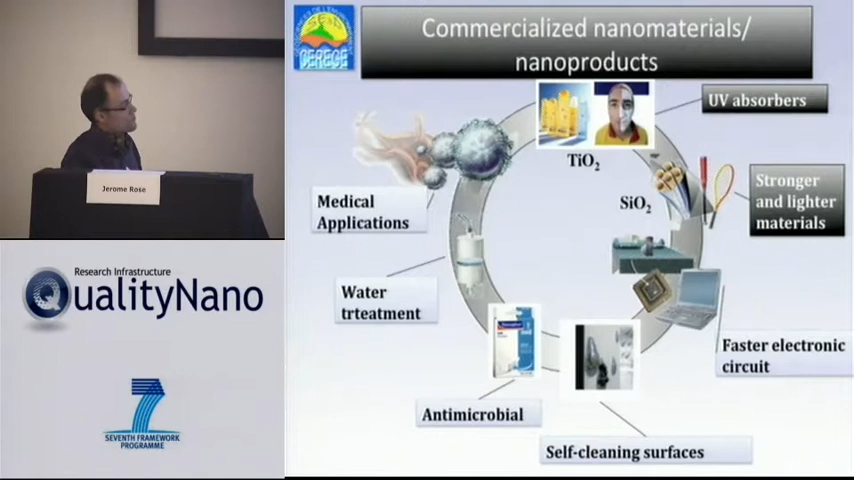 Jerome Rose
Research Infrastructure
QualityNano
SEVENTH FRAMEWORK
PROGRAMME
CEREGE
Commercialized nanomaterials/
nanoproducts
UV absorbers
TiO2
Stronger
and lighter
materials
SiO2
Medical
Applications
Water
trteatment
Faster electronic
circuit
Antimicrobial
Self-cleaning surfaces